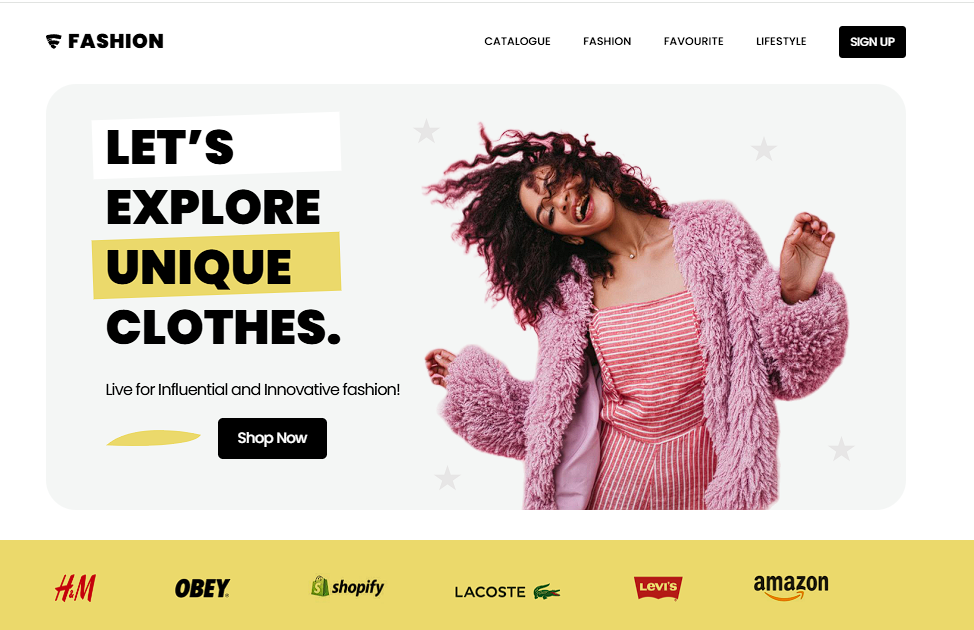 FASHION
CATALOGUE
FASHION
FAVOURITE
LIFESTYLE
SIGN UP
LET’S
EXPLORE
UNIQUE
CLOTHES.
Live for Influential and Innovative fashion!
Shop Now
H&M
OBEY
shopify
LACOSTE
LEVI'S
amazon